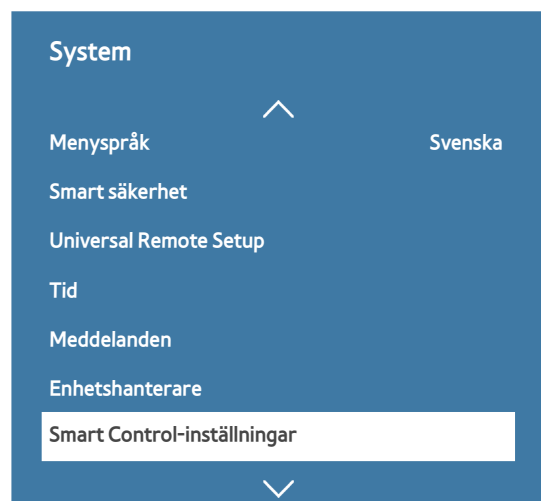 System
Menyspråk Svenska
Smart säkerhet
Universal Remote Setup
Tid
Meddelanden
Enhetshanterare
Smart Control-inställningar